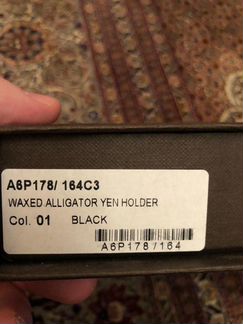 A6P178/ 164C3
WAXED ALLIGATOR YEN HOLDER
Col. 01 BLACK
A6P178/164